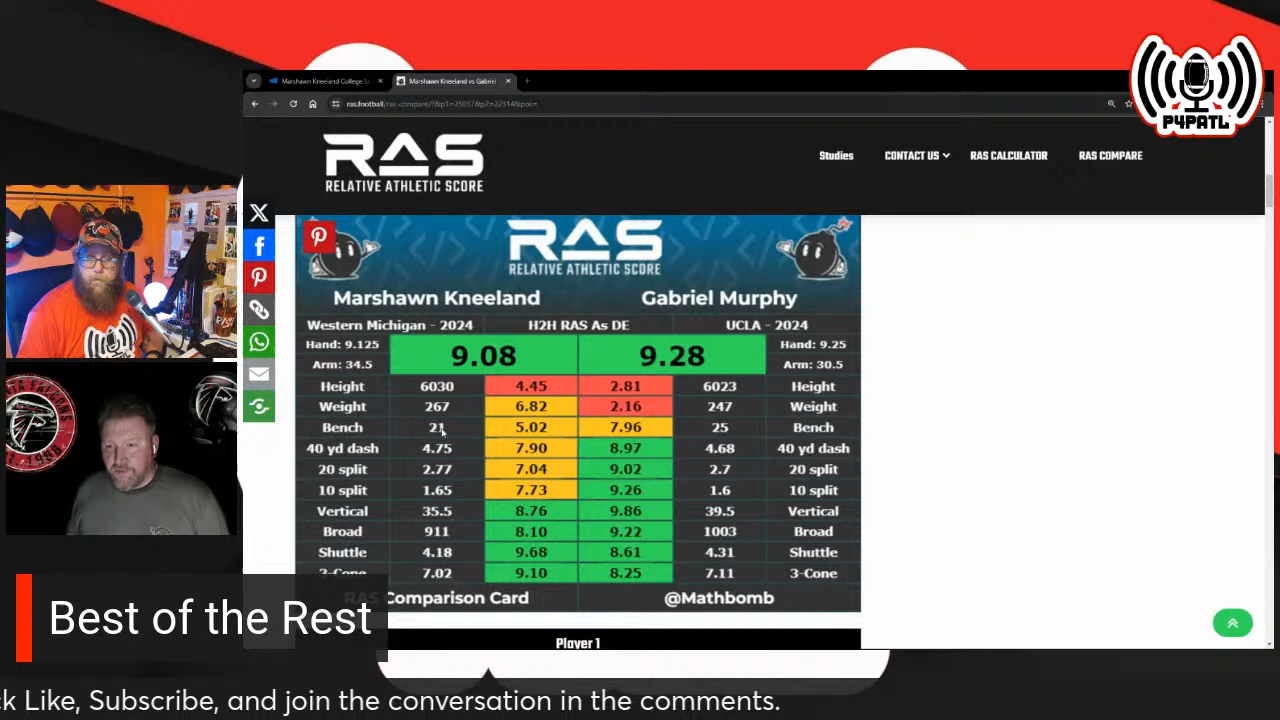 Marshawn Kneeland College S
Marshawn Kneeland vs Gabriel
P4PATL
RAS
RELATIVE ATHLETIC SCORE
Studies
CONTACT US
RAS CALCULATOR
RAS COMPARE
RAS
RELATIVE ATHLETIC SCORE
Marshawn Kneeland Gabriel Murphy
Western Michigan - 2024 H2H RAS As DE UCLA - 2024
Hand: 9.125 9.08 9.28 Hand: 9.25
Arm: 34.5 Arm: 30.5
Height 6030 4.45 2.81 6023 Height
Weight 267 6.82 2.16 247 Weight
Bench 21 5.02 7.96 25 Bench
40 yd dash 4.75 7.90 8.97 4.68 40 yd dash
20 split 2.77 7.04 9.02 2.7 20 split
10 split 1.65 7.73 9.26 1.6 10 split
Vertical 35.5 8.76 9.86 39.5 Vertical
Broad 911 8.10 9.22 1003 Broad
Shuttle 4.18 9.68 8.61 4.31 Shuttle
3-Cone 7.02 9.10 8.25 7.11 3-Cone
RAS Comparison Card @Mathbomb
Player 1
Best of the Rest
ck Like, Subscribe, and join the conversation in the comments.